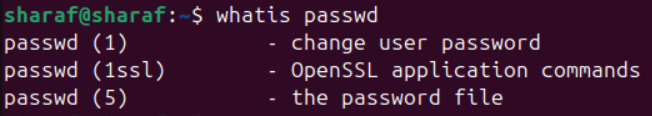 sharaf@sharaf:~$ whatis passwd
passwd (1)           - change user password
passwd (1ssl)        - OpenSSL application commands
passwd (5)           - the password file